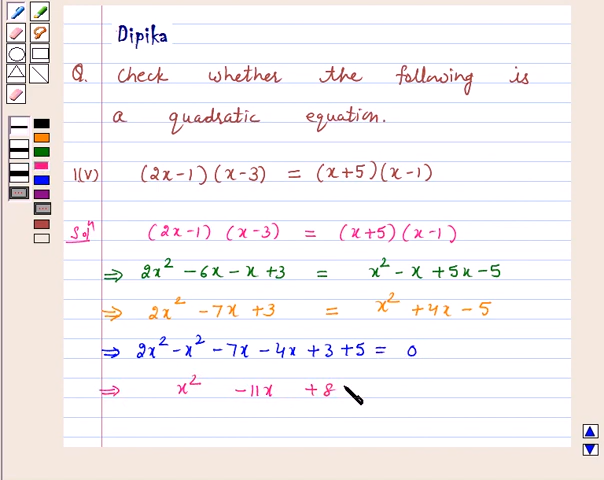 Dipika
Q. Check whether the following is
a quadratic equation.
1(V) (2x-1) (x-3) = (x+5) (x-1)
Solⁿ (2x-1) (x-3) = (x+5) (x-1)
⇒ 2x² - 6x - x + 3 = x² - x + 5x - 5
⇒ 2x² - 7x + 3 = x² + 4x - 5
⇒ 2x² - x² - 7x - 4x + 3 + 5 = 0
⇒ x² - 11x + 8